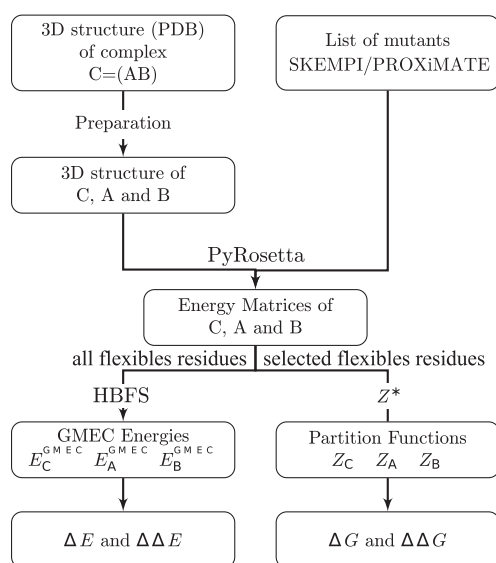 3D structure (PDB)
of complex
C=(AB)
List of mutants
SKEMPI/PROXiMATE
Preparation
3D structure of
C, A and B
PyRosetta
Energy Matrices of
C, A and B
all flexibles residues
selected flexibles residues
HBFS
Z*
GMEC Energies
E_C^GMEC E_A^GMEC E_B^GMEC
Partition Functions
Z_C Z_A Z_B
ΔE and ΔΔE
ΔG and ΔΔG